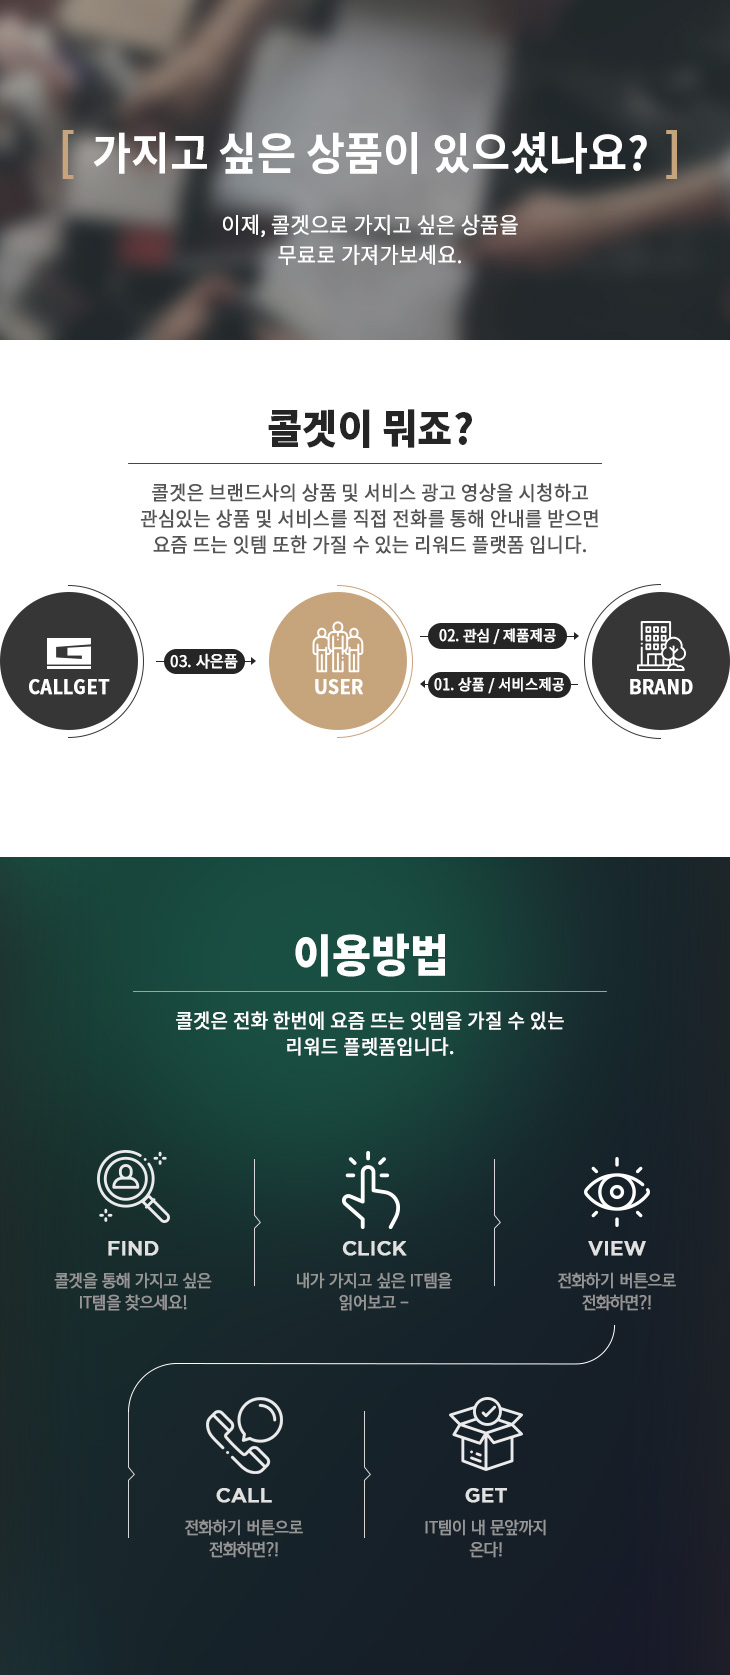 [ 가지고 싶은 상품이 있으셨나요? ]
이제, 콜겟으로 가지고 싶은 상품을
무료로 가져가보세요.
콜겟이 뭐죠?
콜겟은 브랜드사의 상품 및 서비스 광고 영상을 시청하고
관심있는 상품 및 서비스를 직접 전화를 통해 안내를 받으면
요즘 뜨는 잇템 또한 가질 수 있는 리워드 플랫폼 입니다.
CALLGET
03. 사은품
USER
02. 관심 / 제품제공
01. 상품 / 서비스제공
BRAND
이용방법
콜겟은 전화 한번에 요즘 뜨는 잇템을 가질 수 있는
리워드 플렛폼입니다.
FIND
콜겟을 통해 가지고 싶은
IT템을 찾으세요!
CLICK
내가 가지고 싶은 IT템을
읽어보고 –
VIEW
전화하기 버튼으로
전화하면?!
CALL
전화하기 버튼으로
전화하면?!
GET
IT템이 내 문앞까지
온다!